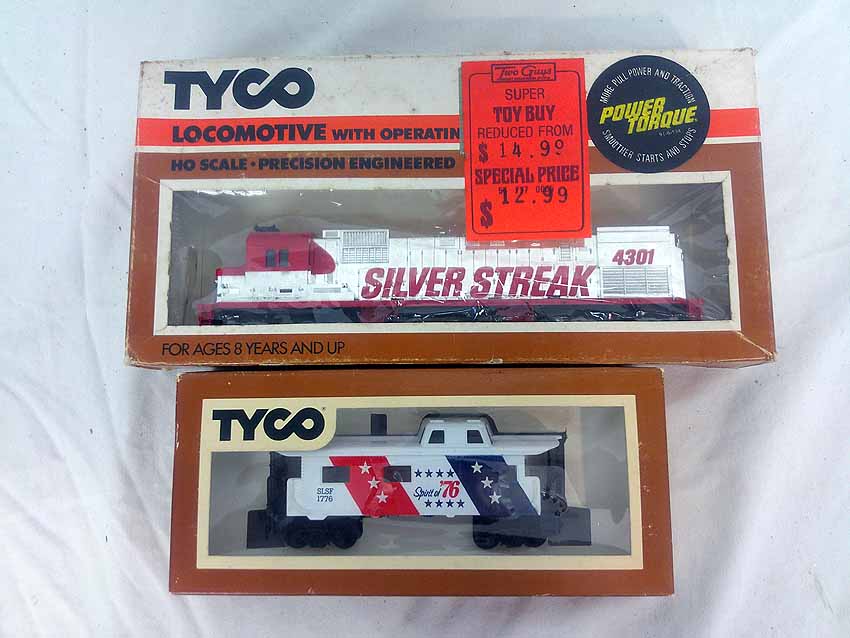 TYCO
LOCOMOTIVE WITH OPERATIN
HO SCALE • PRECISION ENGINEERED
Two Guys
SUPER
TOY BUY
REDUCED FROM
$ 14.99
SPECIAL PRICE
$ 12.99
MORE PULL POWER AND TRACTION
POWER
TORQUE
SMOOTHER STARTS AND STOPS
4301
SILVER STREAK
FOR AGES 8 YEARS AND UP
TYCO
SLSF
1776
Spirit of '76